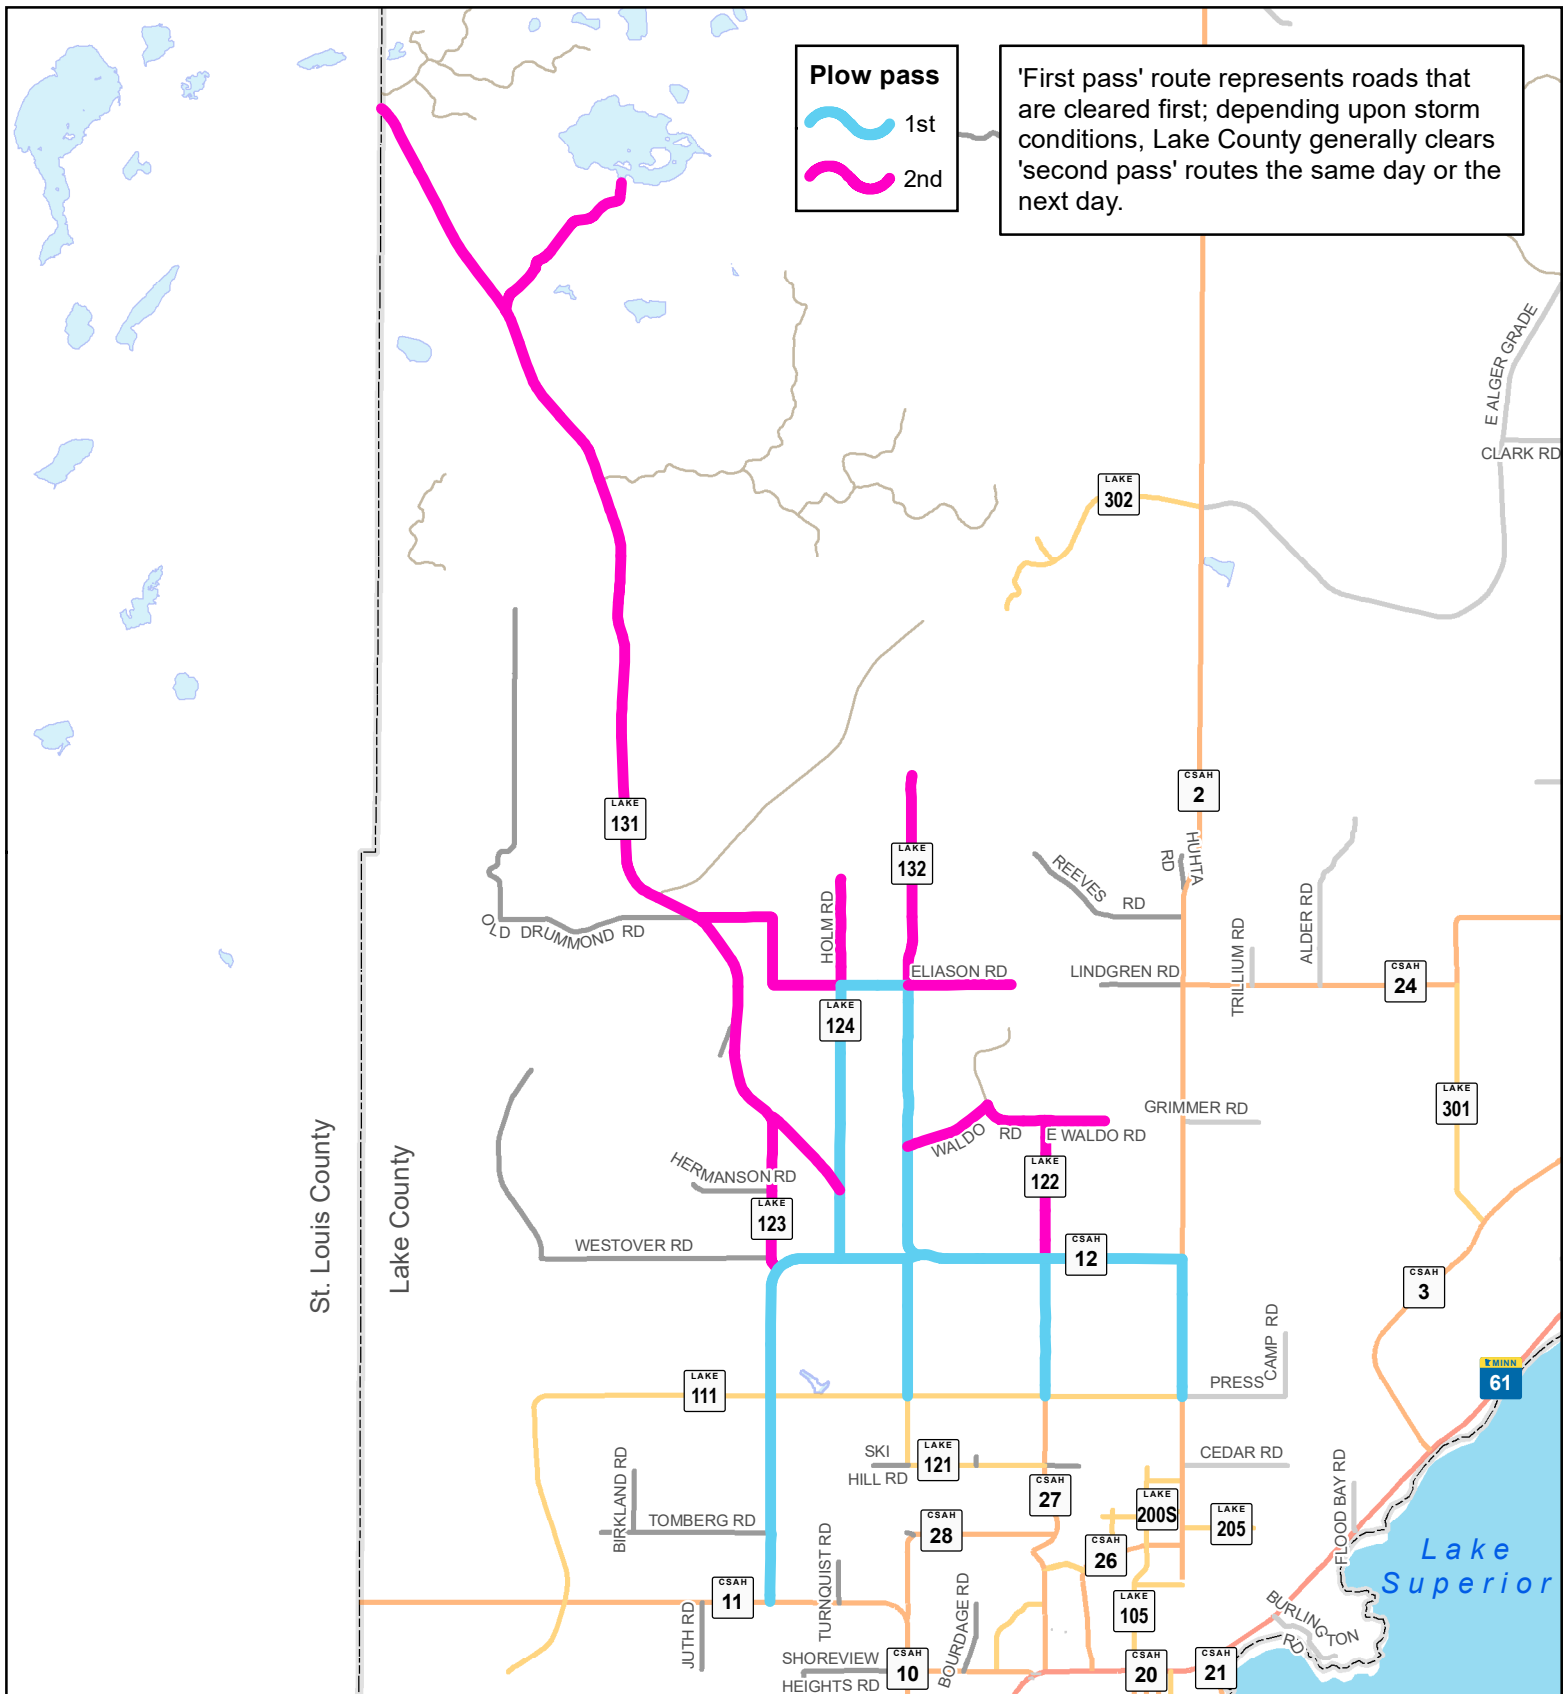 Plow pass
1st
2nd
'First pass' route represents roads that
are cleared first; depending upon storm
conditions, Lake County generally clears
'second pass' routes the same day or the
next day.
E ALGER GRADE
CLARK RD
LAKE
302
CSAH
2
HUHTA
RD
LAKE
131
LAKE
132
REEVES
RD
HOLM RD
OLD DRUMMOND RD
ELIASON RD
LINDGREN RD
TRILLIUM RD
ALDER RD
CSAH
24
LAKE
124
LAKE
301
GRIMMER RD
WALDO
RD
E WALDO RD
St. Louis County
Lake County
HERMANSON RD
LAKE
122
LAKE
123
WESTOVER RD
CSAH
12
CSAH
3
CAMP RD
PRESS
MINN
61
LAKE
111
SKI
HILL RD
LAKE
121
CEDAR RD
BIRKLAND RD
TOMBERG RD
CSAH
27
LAKE
200S
LAKE
205
CSAH
28
CSAH
26
FLOOD BAY RD
Lake
Superior
TURNQUIST RD
CSAH
11
JUTH RD
BOURDAGE RD
LAKE
105
BURLINGTON
RD
SHOREVIEW
HEIGHTS RD
CSAH
10
CSAH
20
CSAH
21